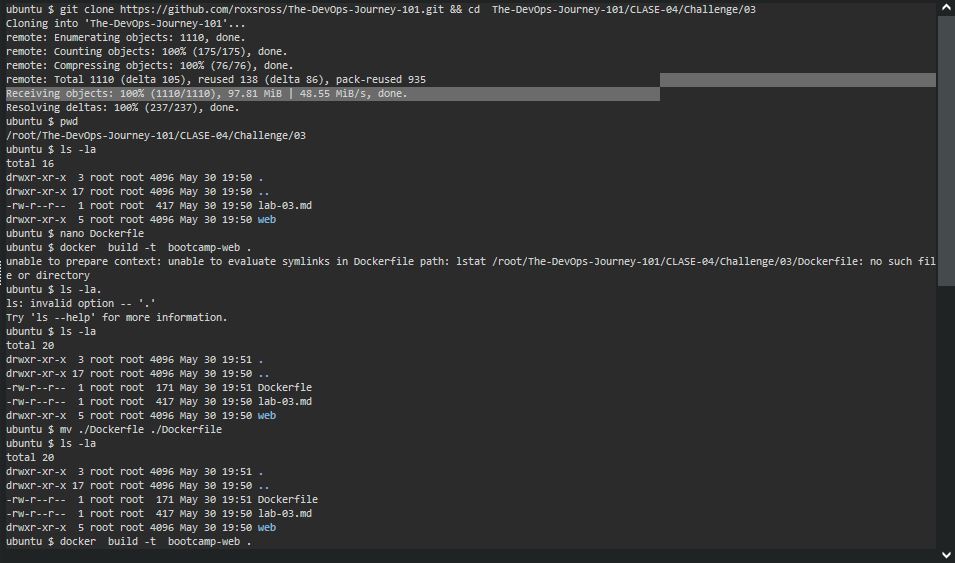 ubuntu $ git clone https://github.com/roxsross/The-DevOps-Journey-101.git && cd  The-DevOps-Journey-101/CLASE-04/Challenge/03
Cloning into 'The-DevOps-Journey-101'...
remote: Enumerating objects: 1110, done.
remote: Counting objects: 100% (175/175), done.
remote: Compressing objects: 100% (76/76), done.
remote: Total 1110 (delta 105), reused 138 (delta 86), pack-reused 935
Receiving objects: 100% (1110/1110), 97.81 MiB | 48.55 MiB/s, done.
Resolving deltas: 100% (237/237), done.
ubuntu $ pwd
/root/The-DevOps-Journey-101/CLASE-04/Challenge/03
ubuntu $ ls -la
total 16
drwxr-xr-x  3 root root 4096 May 30 19:50 .
drwxr-xr-x 17 root root 4096 May 30 19:50 ..
-rw-r--r--  1 root root  417 May 30 19:50 lab-03.md
drwxr-xr-x  5 root root 4096 May 30 19:50 web
ubuntu $ nano Dockerfle
ubuntu $ docker  build -t  bootcamp-web .
unable to prepare context: unable to evaluate symlinks in Dockerfile path: lstat /root/The-DevOps-Journey-101/CLASE-04/Challenge/03/Dockerfile: no such fil
e or directory
ubuntu $ ls -la.
ls: invalid option -- '.'
Try 'ls --help' for more information.
ubuntu $ ls -la
total 20
drwxr-xr-x  3 root root 4096 May 30 19:51 .
drwxr-xr-x 17 root root 4096 May 30 19:50 ..
-rw-r--r--  1 root root  171 May 30 19:51 Dockerfle
-rw-r--r--  1 root root  417 May 30 19:50 lab-03.md
drwxr-xr-x  5 root root 4096 May 30 19:50 web
ubuntu $ mv ./Dockerfle ./Dockerfile
ubuntu $ ls -la
total 20
drwxr-xr-x  3 root root 4096 May 30 19:51 .
drwxr-xr-x 17 root root 4096 May 30 19:50 ..
-rw-r--r--  1 root root  171 May 30 19:51 Dockerfile
-rw-r--r--  1 root root  417 May 30 19:50 lab-03.md
drwxr-xr-x  5 root root 4096 May 30 19:50 web
ubuntu $ docker  build -t  bootcamp-web .